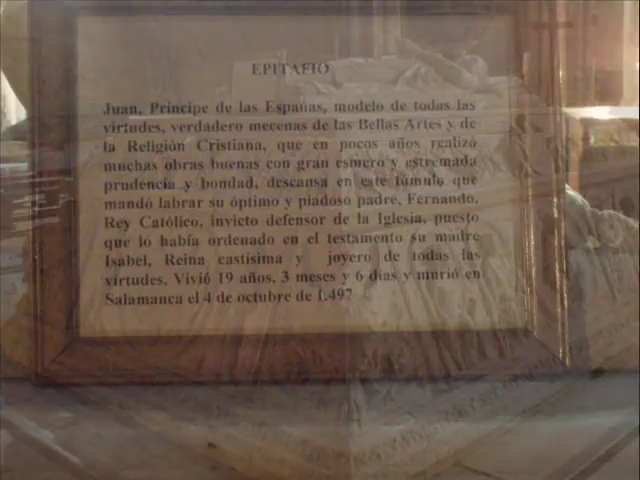 EPITAFIO
Juan, Príncipe de las Españas, modelo de todas las
virtudes, verdadero mecenas de las Bellas Artes y de
la Religión Cristiana, que en pocos años realizó
muchas obras buenas con gran esmero y estremada
prudencia y bondad, descansa en este túmulo que
mandó labrar su óptimo y piadoso padre, Fernando,
Rey Católico, invicto defensor de la Iglesia, puesto
que lo había ordenado en el testamento su madre
Isabel, Reina castísima y joyero de todas las
virtudes. Vivió 19 años, 3 meses y 6 días y murió en
Salamanca el 4 de octubre de 1.497